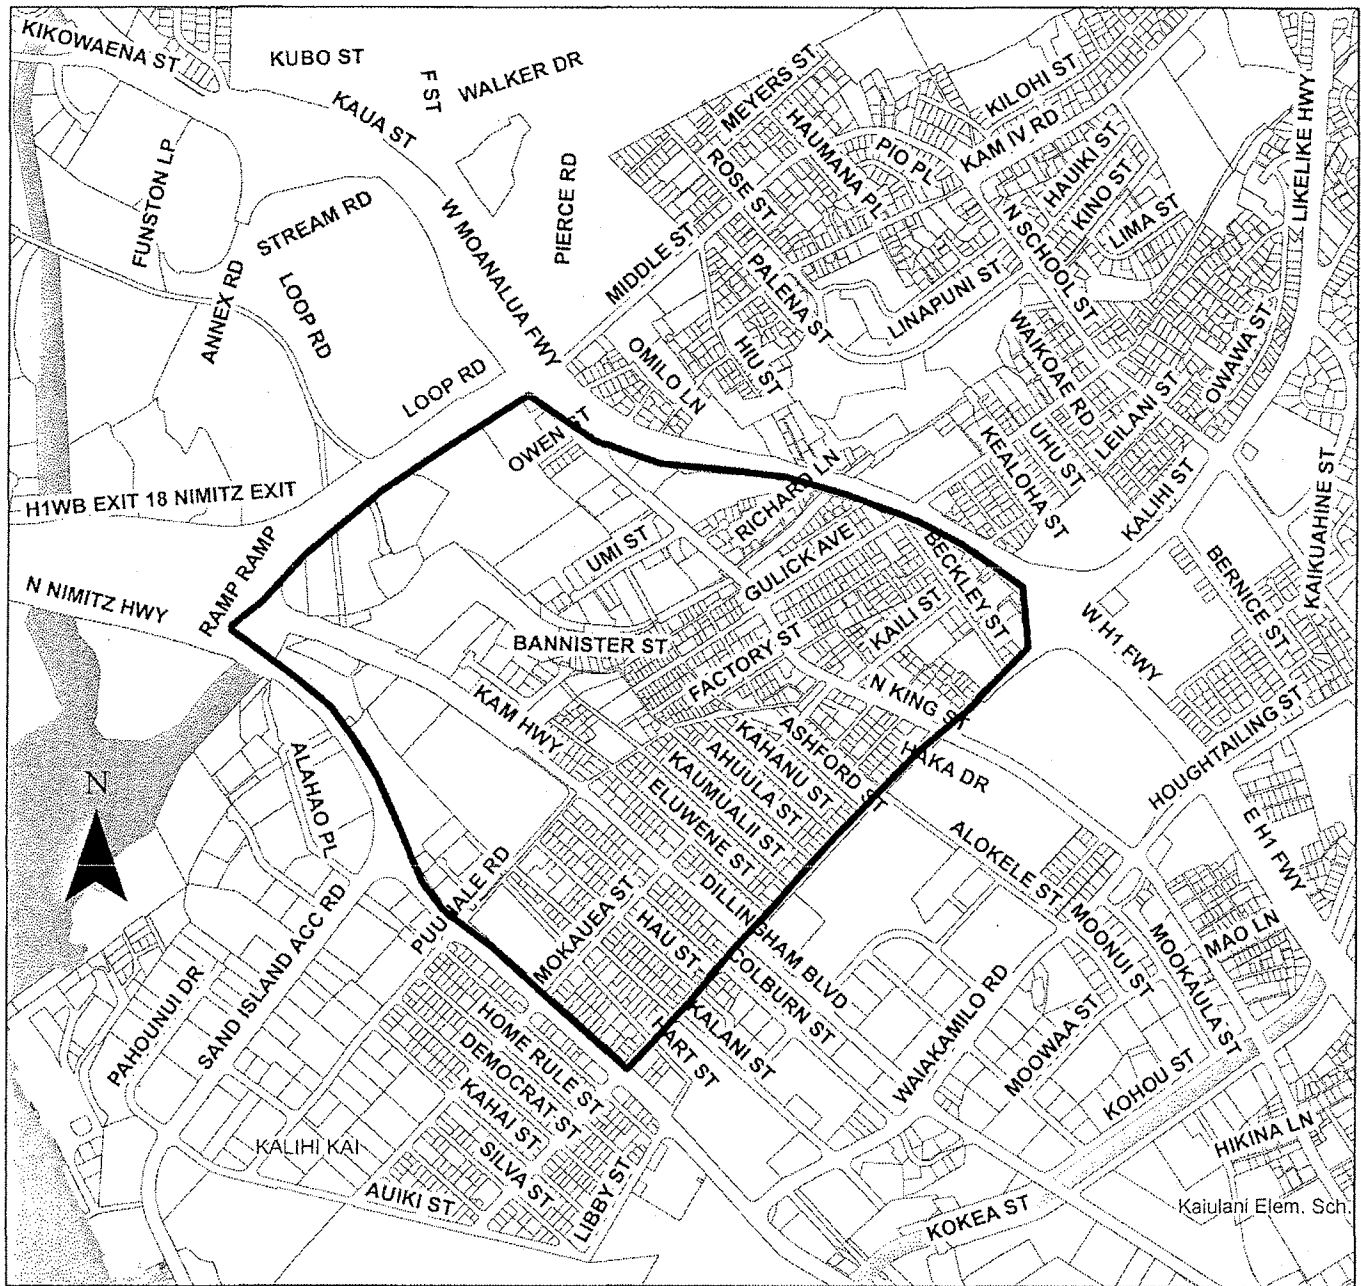 KIKOWAENA ST
KUBO ST
F ST
WALKER DR
KAUA ST
MEYERS ST
KILOHI ST
HAUMANA PL
PIO PL
KAM IV RD
LIKELIKE HWY
FUNSTON LP
ROSE ST
HAUIKI ST
KINO ST
LIMA ST
STREAM RD
PIERCE RD
W MOANALUA FWY
N SCHOOL ST
ANNEX RD
LOOP RD
MIDDLE ST
PALENA ST
LINAPUNI ST
OMILO LN
HIU ST
WAIKOAE RD
OWAWA ST
LOOP RD
OWEN ST
LEILANI ST
UHU ST
KEALOHA ST
H1WB EXIT 18 NIMITZ EXIT
RICHARD LN
KALIHI ST
KAIKUAHINE ST
RAMP RAMP
UMI ST
GULICK AVE
BECKLEY ST
BERNICE ST
N NIMITZ HWY
BANNISTER ST
KAILI ST
W H1 FWY
FACTORY ST
KAM HWY
N KING ST
ASHFORD ST
HAKA DR
HOUGHTAILING ST
KAHANU ST
AHUULA ST
KAUMUALII ST
ELUWENE ST
ALAHAO PL
N
E H1 FWY
ALOKELE ST
PUUHALE RD
MOKAUEA ST
HAU ST
DILLINGHAM BLVD
MOONUI ST
MAO LN
SAND ISLAND ACC RD
MOOKAULA ST
COLBURN ST
PAHOUNUI DR
WAIAKAMILO RD
KALANI ST
HART ST
MOOWAA ST
HOME RULE ST
DEMOCRAT ST
KAHAI ST
KOHOU ST
KALIHI KAI
SILVA ST
HIKINA LN
AUIKI ST
LIBBY ST
KOKEA ST
Kaiulani Elem. Sch.